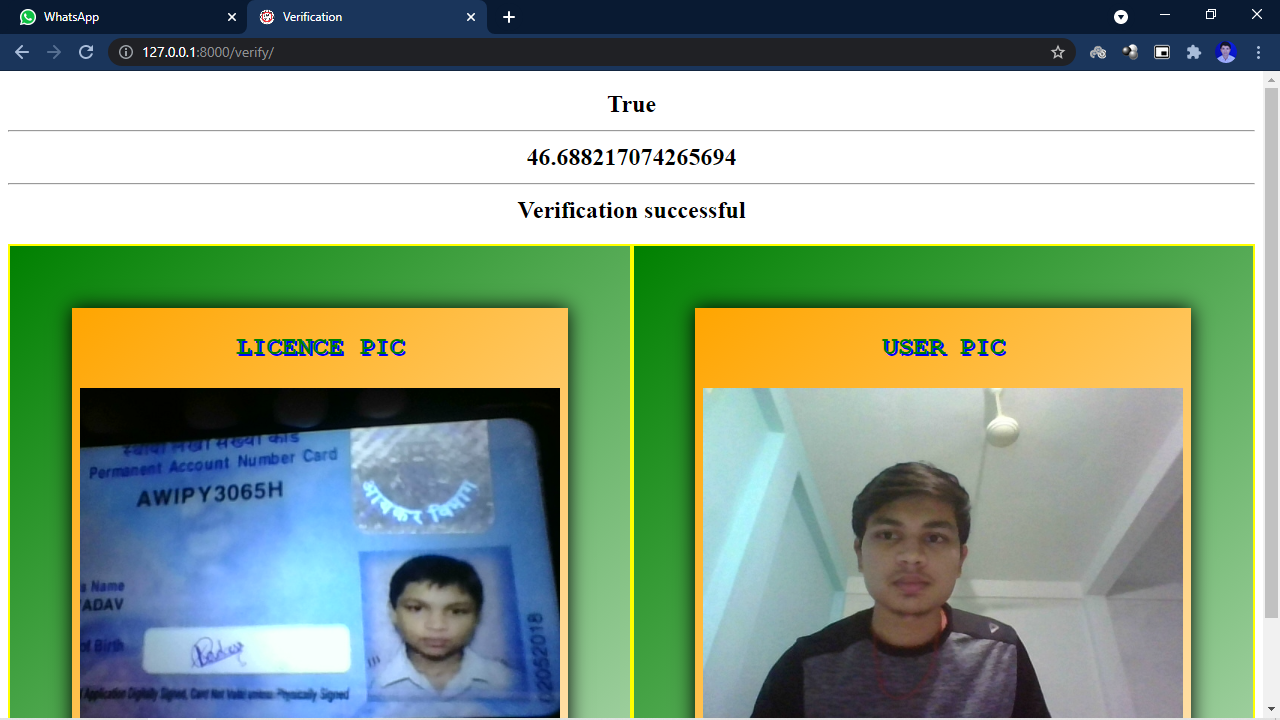 WhatsApp
Verification
127.0.0.1:8000/verify/
True
46.688217074265694
Verification successful
LICENCE PIC
USER PIC
स्थायी लेखा संख्या कार्ड
Permanent Account Number Card
AWIPY3065H
आयकर विभाग
s Name
ADAV
of Birth
02052018
Application Digitally Signed, Card Not Valid unless Physically Signed